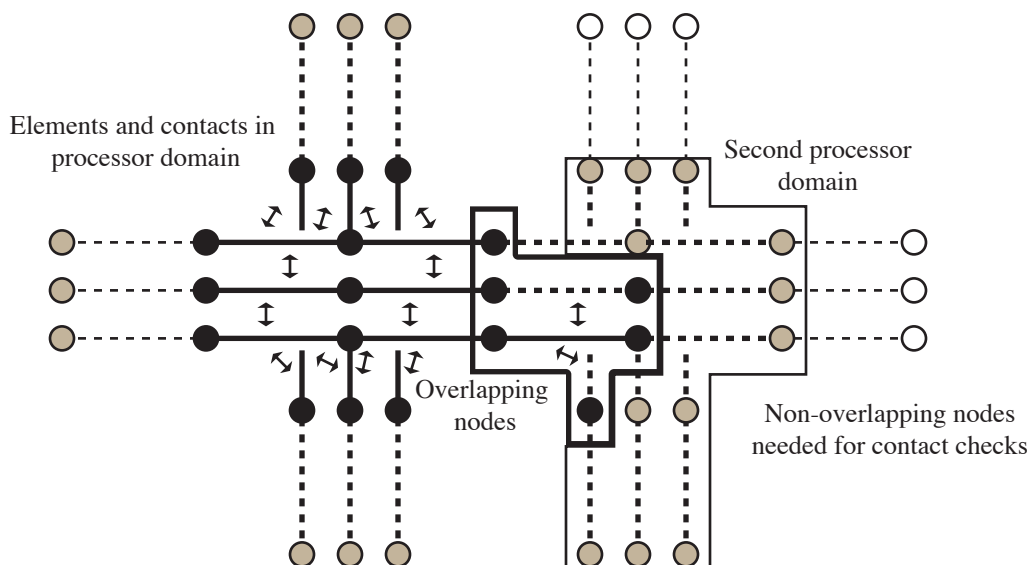 Elements and contacts in
processor domain
Second processor
domain
Overlapping
nodes
Non-overlapping nodes
needed for contact checks